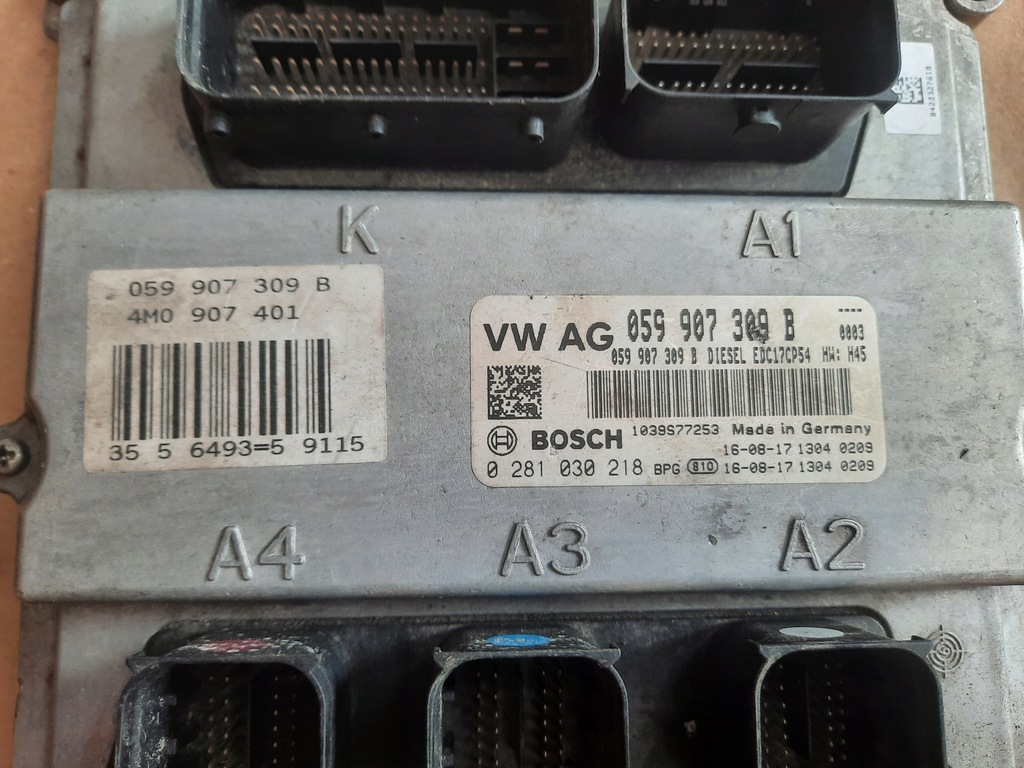 K
A1
059 907 309 B
4M0 907 401
35 5 6493=5 9115
VW AG 059 907 309 B
0003
059 907 309 B DIESEL EDC17CP54 HW: H45
BOSCH 1039S77253 Made in Germany
16-08-17 1304 0209
0 281 030 218 BPG 810 16-08-17 1304 0209
A4
A3
A2